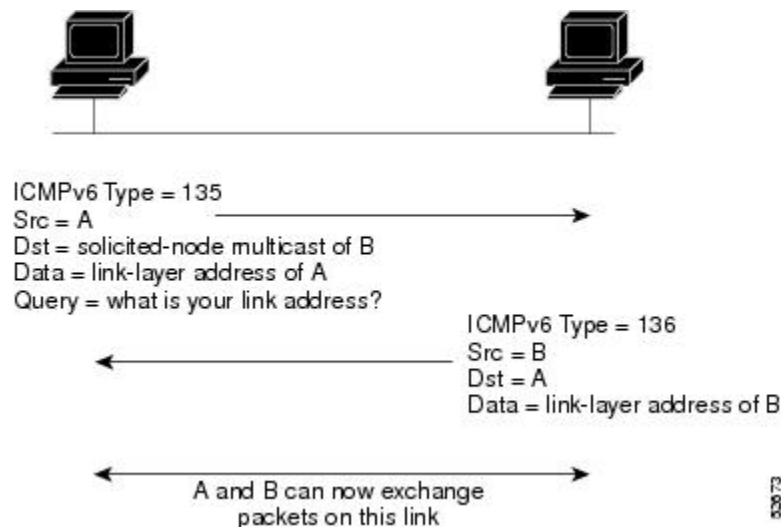 ICMPv6 Type = 135
Src = A
Dst = solicited-node multicast of B
Data = link-layer address of A
Query = what is your link address?
ICMPv6 Type = 136
Src = B
Dst = A
Data = link-layer address of B
A and B can now exchange
packets on this link